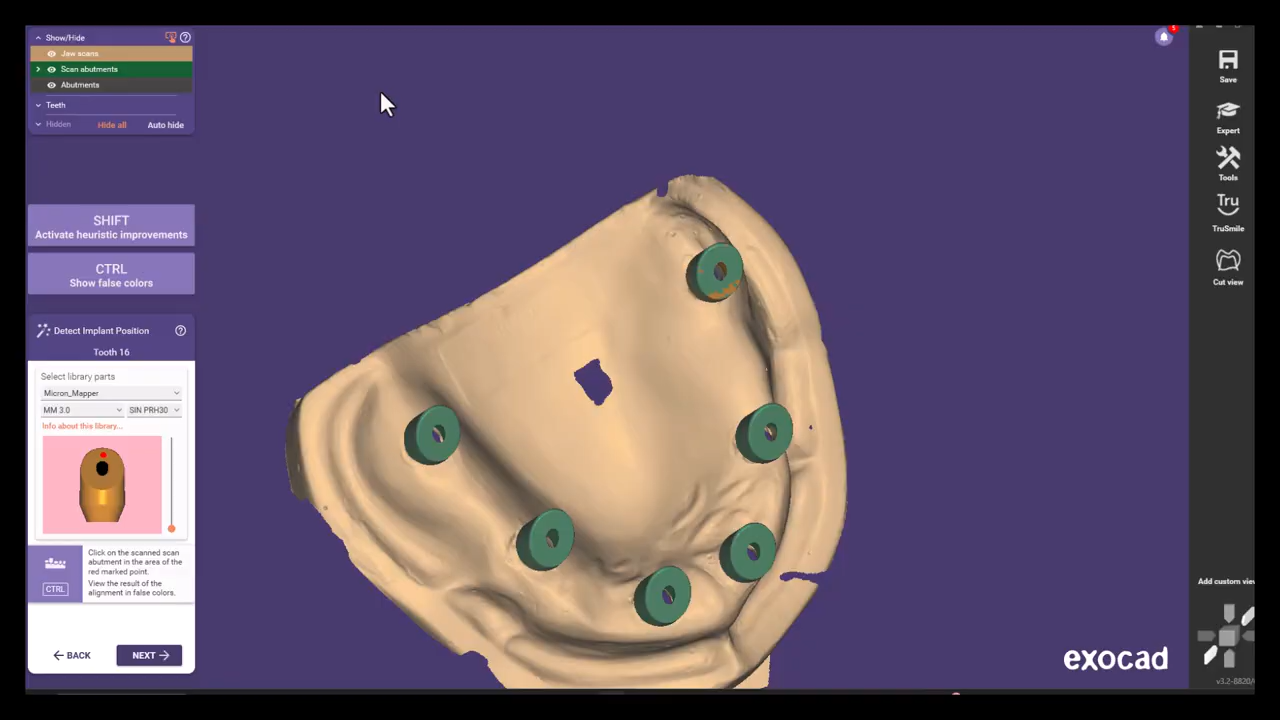 Show/Hide
Jaw scans
Scan abutments
Abutments
Teeth
Hidden Hide all Auto hide
SHIFT
Activate heuristic improvements
CTRL
Show false colors
Detect Implant Position
Tooth 16
Select library parts
Micron_Mapper
MM 3.0 SIN PRH30
Info about this library...
Click on the scanned scan
abutment in the area of the
red marked point.
CTRL
View the result of the
alignment in false colors.
BACK NEXT
5
Save
Expert
Tools
Tru
TruSmile
Cut view
Add custom view
exocad
v3.2-8820/